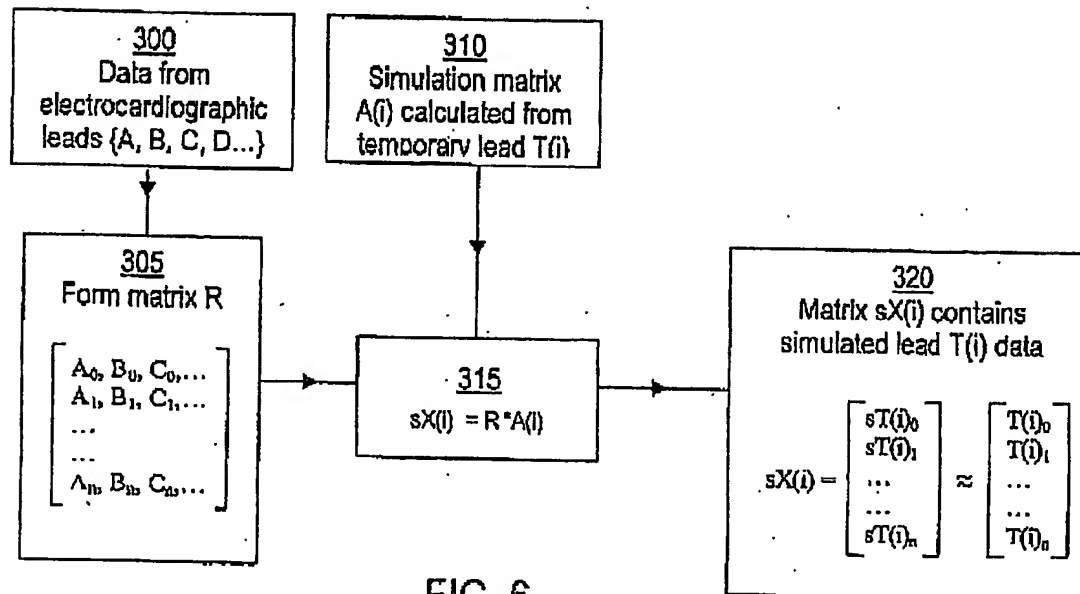 300
Data from
electrocardiographic
leads {A, B, C, D...}
310
Simulation matrix
A(i) calculated from
temporary lead T(i)
305
Form matrix R
A₀, B₀, C₀,...
A₁, B₁, C₁,...
...
...
Aₙ, Bₙ, Cₙ,...
315
sX(i) = R*A(i)
320
Matrix sX(i) contains
simulated lead T(i) data
sX(i) = [sT(i)₀ sT(i)₁ ... ... sT(i)ₙ] ≈ [T(i)₀ T(i)₁ ... ... T(i)ₙ]
FIG. 6